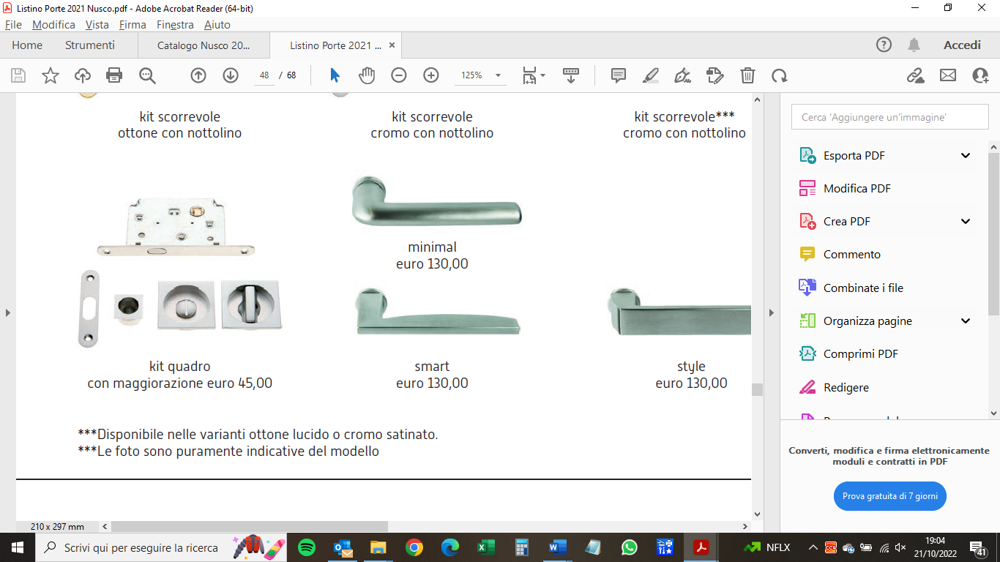 Listino Porte 2021 Nusco.pdf - Adobe Acrobat Reader (64-bit)
File Modifica Vista Firma Finestra Aiuto
Home Strumenti Catalogo Nusco 20... Listino Porte 2021 ... Accedi
48 / 68 125%
kit scorrevole
ottone con nottolino
kit scorrevole
cromo con nottolino
kit scorrevole***
cromo con nottolino
minimal
euro 130,00
kit quadro
con maggiorazione euro 45,00
smart
euro 130,00
style
euro 130,00
***Disponibile nelle varianti ottone lucido o cromo satinato.
***Le foto sono puramente indicative del modello
210 x 297 mm
Cerca 'Aggiungere un'immagine'
Esporta PDF
Modifica PDF
Crea PDF
Commento
Combinate i file
Organizza pagine
Comprimi PDF
Redigere
Converti, modifica e firma elettronicamente
moduli e contratti in PDF
Prova gratuita di 7 giorni
Scrivi qui per eseguire la ricerca
NFLX
19:04
21/10/2022
41